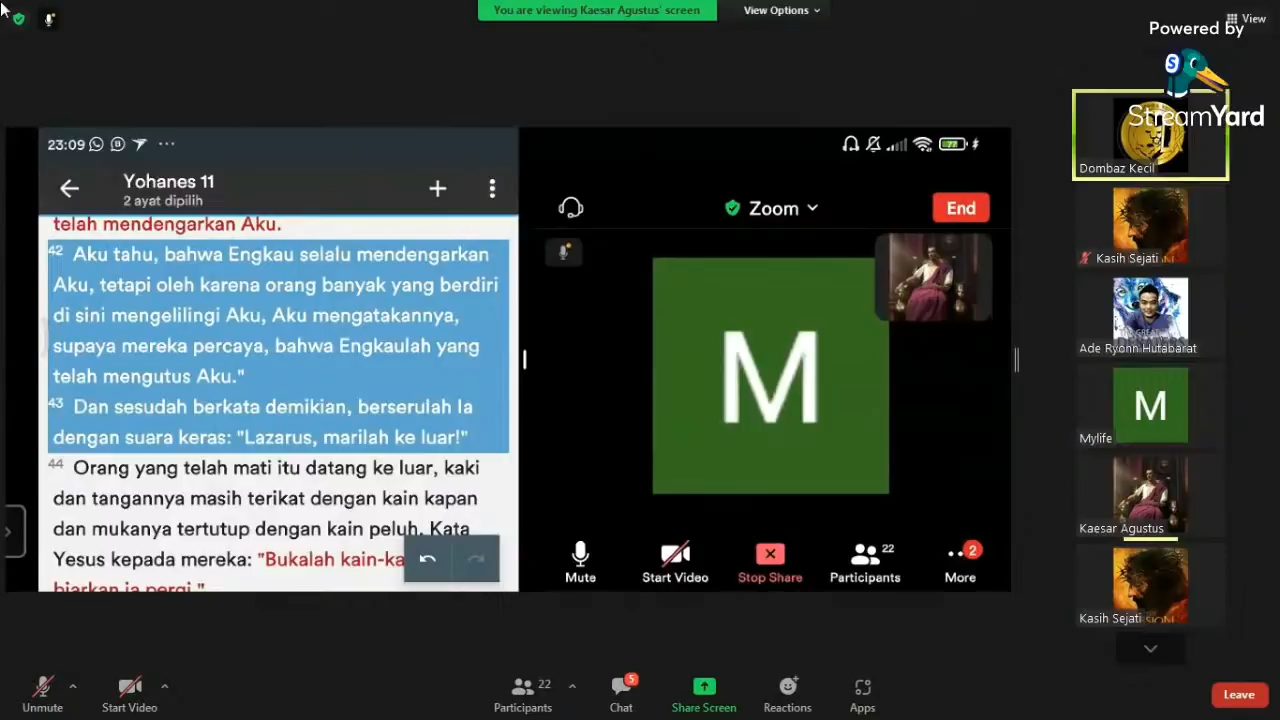 You are viewing Kaesar Agustus' screen
View Options
View
Powered by
StreamYard
23:09
Yohanes 11
2 ayat dipilih
telah mendengarkan Aku.
42 Aku tahu, bahwa Engkau selalu mendengarkan
Aku, tetapi oleh karena orang banyak yang berdiri
di sini mengelilingi Aku, Aku mengatakannya,
supaya mereka percaya, bahwa Engkaulah yang
telah mengutus Aku."
43 Dan sesudah berkata demikian, berserulah Ia
dengan suara keras: "Lazarus, marilah ke luar!"
44 Orang yang telah mati itu datang ke luar, kaki
dan tangannya masih terikat dengan kain kapan
dan mukanya tertutup dengan kain peluh. Kata
Yesus kepada mereka: "Bukalah kain-ka
biarkan ia pergi."
77
Zoom
End
M
Mute
Start Video
Stop Share
22
Participants
2
More
Dombaz Kecil
Kasih Sejati
Ade Ryonn Hutabarat
M
Mylife
Kaesar Agustus
Kasih Sejati
Unmute
Start Video
22
Participants
5
Chat
Share Screen
Reactions
Apps
Leave